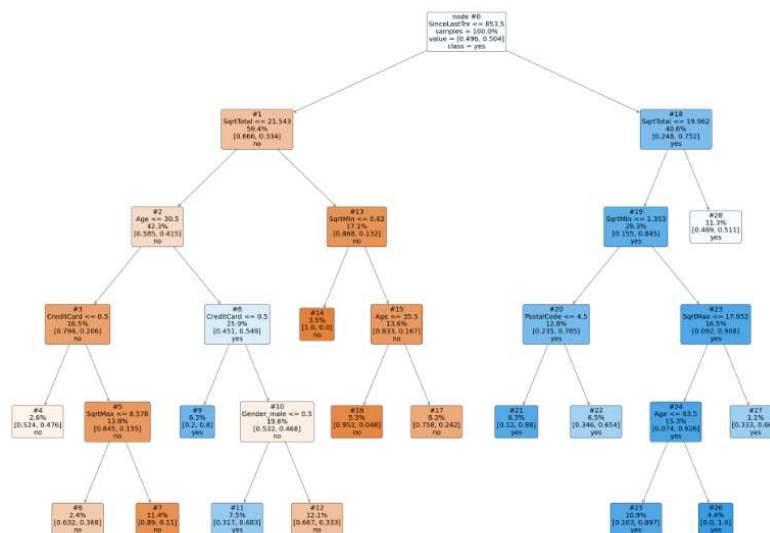 node #0
SinceLastTrx <= 853.5
samples = 100.0%
value = [0.496, 0.504]
class = yes
#1
SqrtTotal <= 21.543
59.4%
[0.666, 0.334]
no
#18
SqrtTotal <= 19.962
40.6%
[0.248, 0.752]
yes
#2
Age <= 30.5
42.3%
[0.585, 0.415]
no
#13
SqrtMin <= 0.62
17.1%
[0.868, 0.132]
no
#19
SqrtMin <= 1.353
29.3%
[0.155, 0.845]
yes
#28
11.3%
[0.489, 0.511]
yes
#3
CreditCard <= 0.5
16.5%
[0.794, 0.206]
no
#8
CreditCard <= 0.5
25.9%
[0.451, 0.549]
yes
#14
3.5%
[1.0, 0.0]
no
#15
Age <= 35.5
13.6%
[0.833, 0.167]
no
#20
PostalCode <= 4.5
12.8%
[0.235, 0.765]
yes
#23
SqrtMax <= 17.952
16.5%
[0.092, 0.908]
yes
#4
2.6%
[0.524, 0.476]
no
#5
SqrtMax <= 8.578
13.8%
[0.845, 0.155]
no
#9
6.3%
[0.2, 0.8]
yes
#10
Gender_male <= 0.5
19.6%
[0.532, 0.468]
no
#16
5.3%
[0.952, 0.048]
no
#17
8.3%
[0.758, 0.242]
no
#21
6.3%
[0.12, 0.88]
yes
#22
6.5%
[0.346, 0.654]
yes
#24
Age <= 63.5
15.3%
[0.074, 0.926]
yes
#27
1.1%
yes
#6
2.4%
[0.632, 0.368]
no
#7
11.4%
[0.89, 0.11]
no
#11
7.5%
[0.317, 0.683]
yes
#12
12.1%
[0.667, 0.333]
no
#25
10.9%
[0.103, 0.897]
yes
#26
4.4%
[0.0, 1.0]
yes